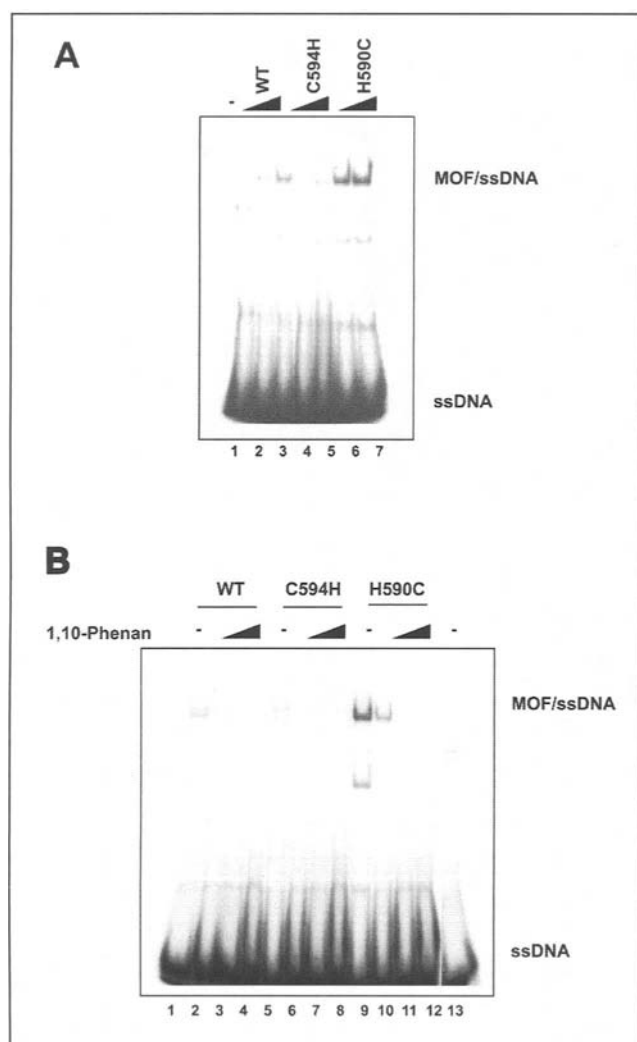 A
- WT C594H H590C
MOF/ssDNA
ssDNA
1 2 3 4 5 6 7
B
WT C594H H590C
1,10-Phenan - - - -
MOF/ssDNA
ssDNA
1 2 3 4 5 6 7 8 9 10 11 12 13